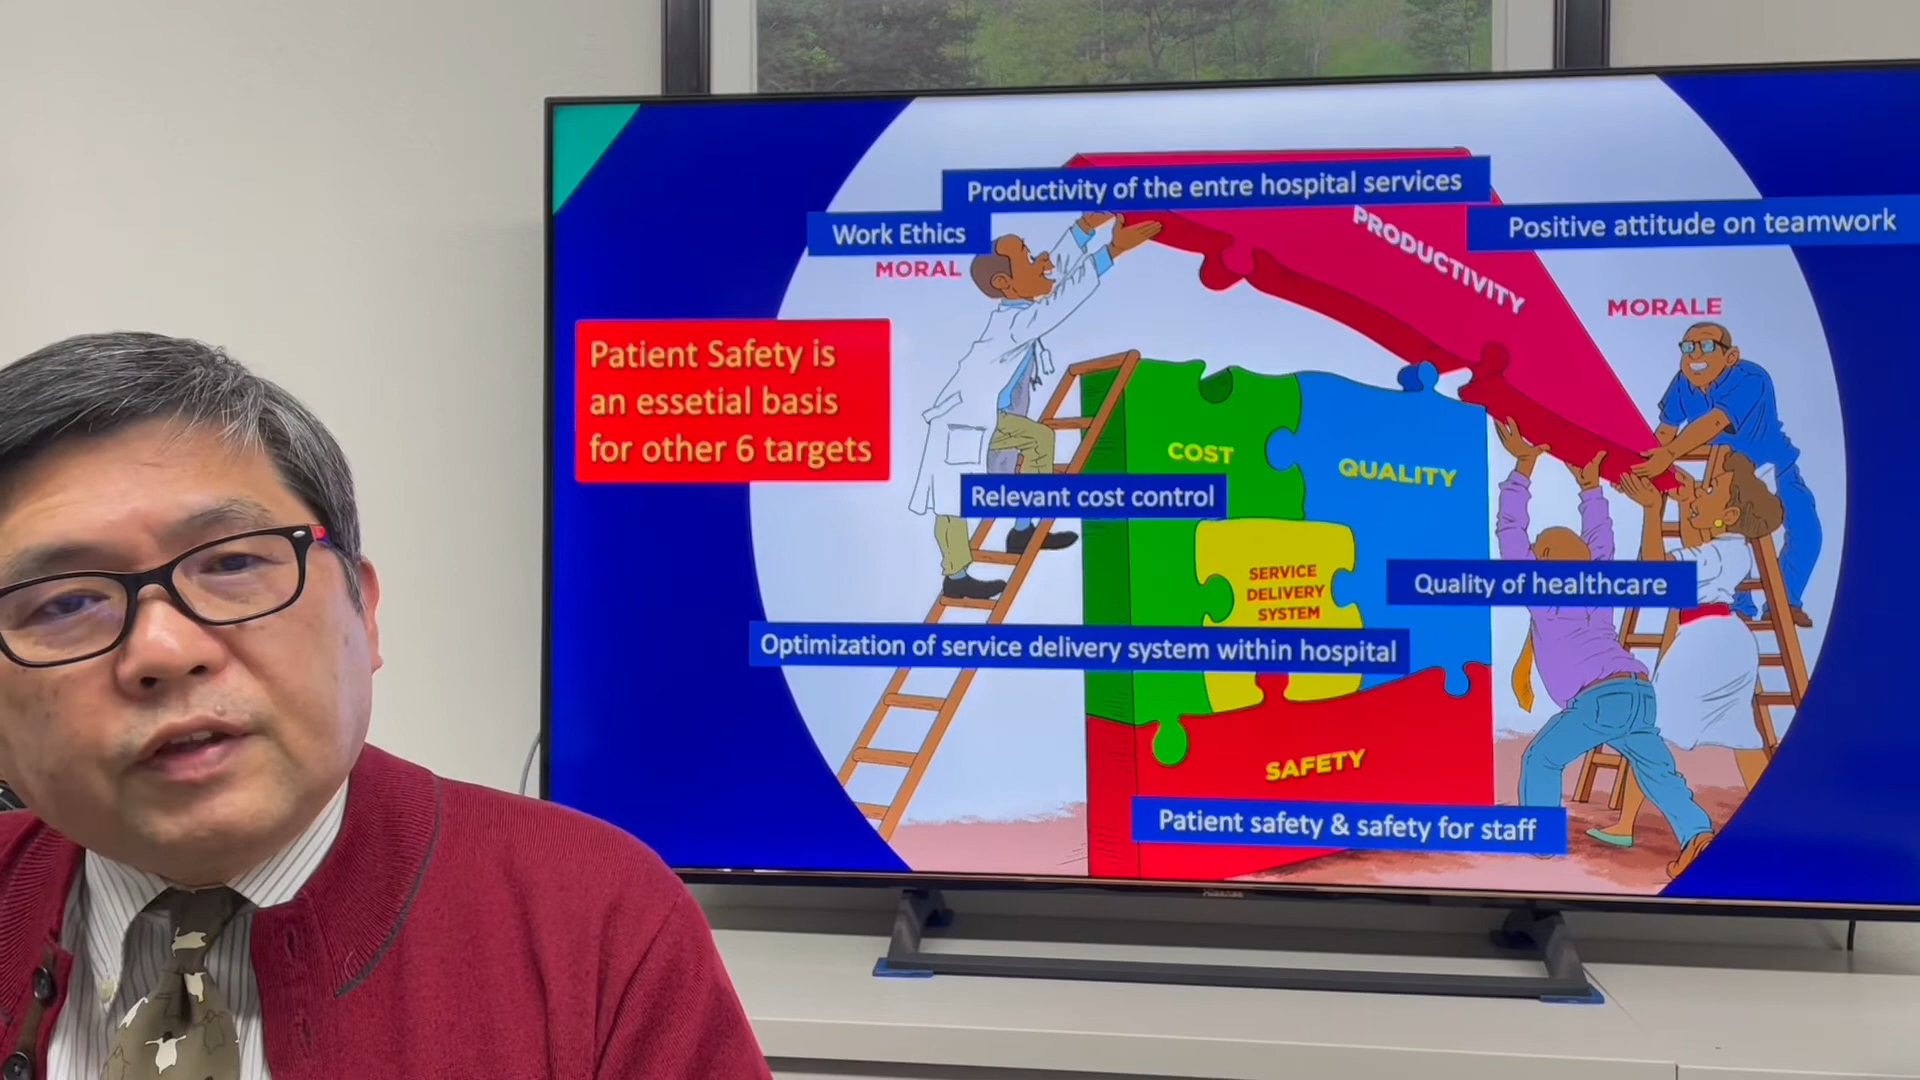 Productivity of the entre hospital services
Work Ethics
Positive attitude on teamwork
MORAL
PRODUCTIVITY
MORALE
Patient Safety is
an essetial basis
for other 6 targets
COST
QUALITY
Relevant cost control
SERVICE
DELIVERY
SYSTEM
Quality of healthcare
Optimization of service delivery system within hospital
SAFETY
Patient safety & safety for staff
Hisense